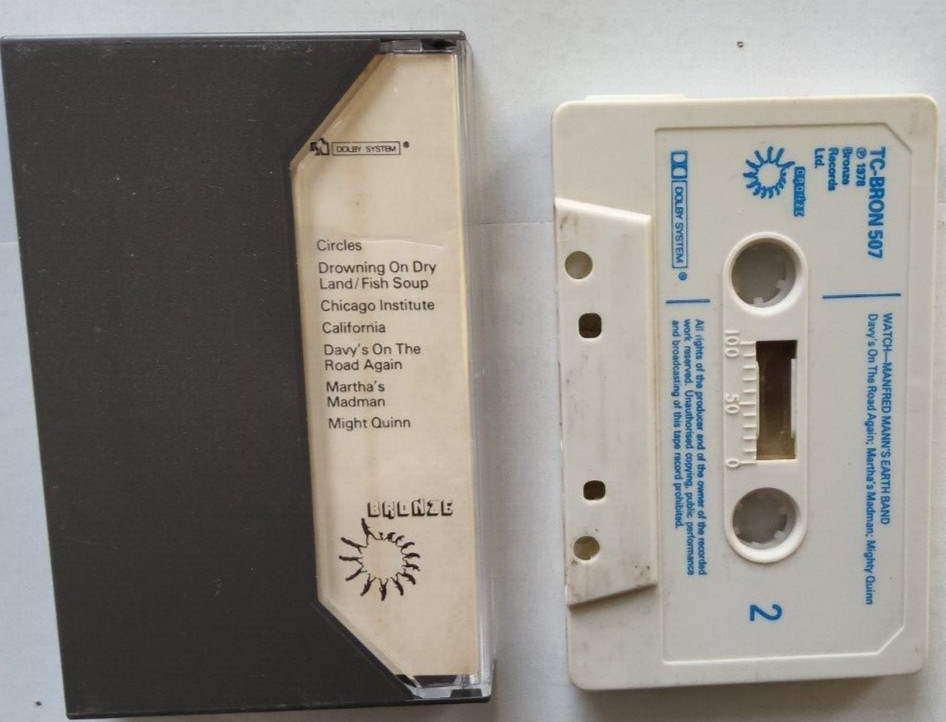 DOLBY SYSTEM ®
Circles
Drowning On Dry
Land/Fish Soup
Chicago Institute
California
Davy's On The
Road Again
Martha's
Madman
Might Quinn
BRONZE
TC-BRON 507
℗ 1978
Bronze
Records
Ltd.
BRONZE
DOLBY SYSTEM ®
WATCH—MANFRED MANN'S EARTH BAND
Davy's On The Road Again; Martha's Madman; Mighty Quinn
100 50 0
All rights of the producer and of the owner of the recorded
work reserved. Unauthorised copying, public performance
and broadcasting of this tape record prohibited.
2